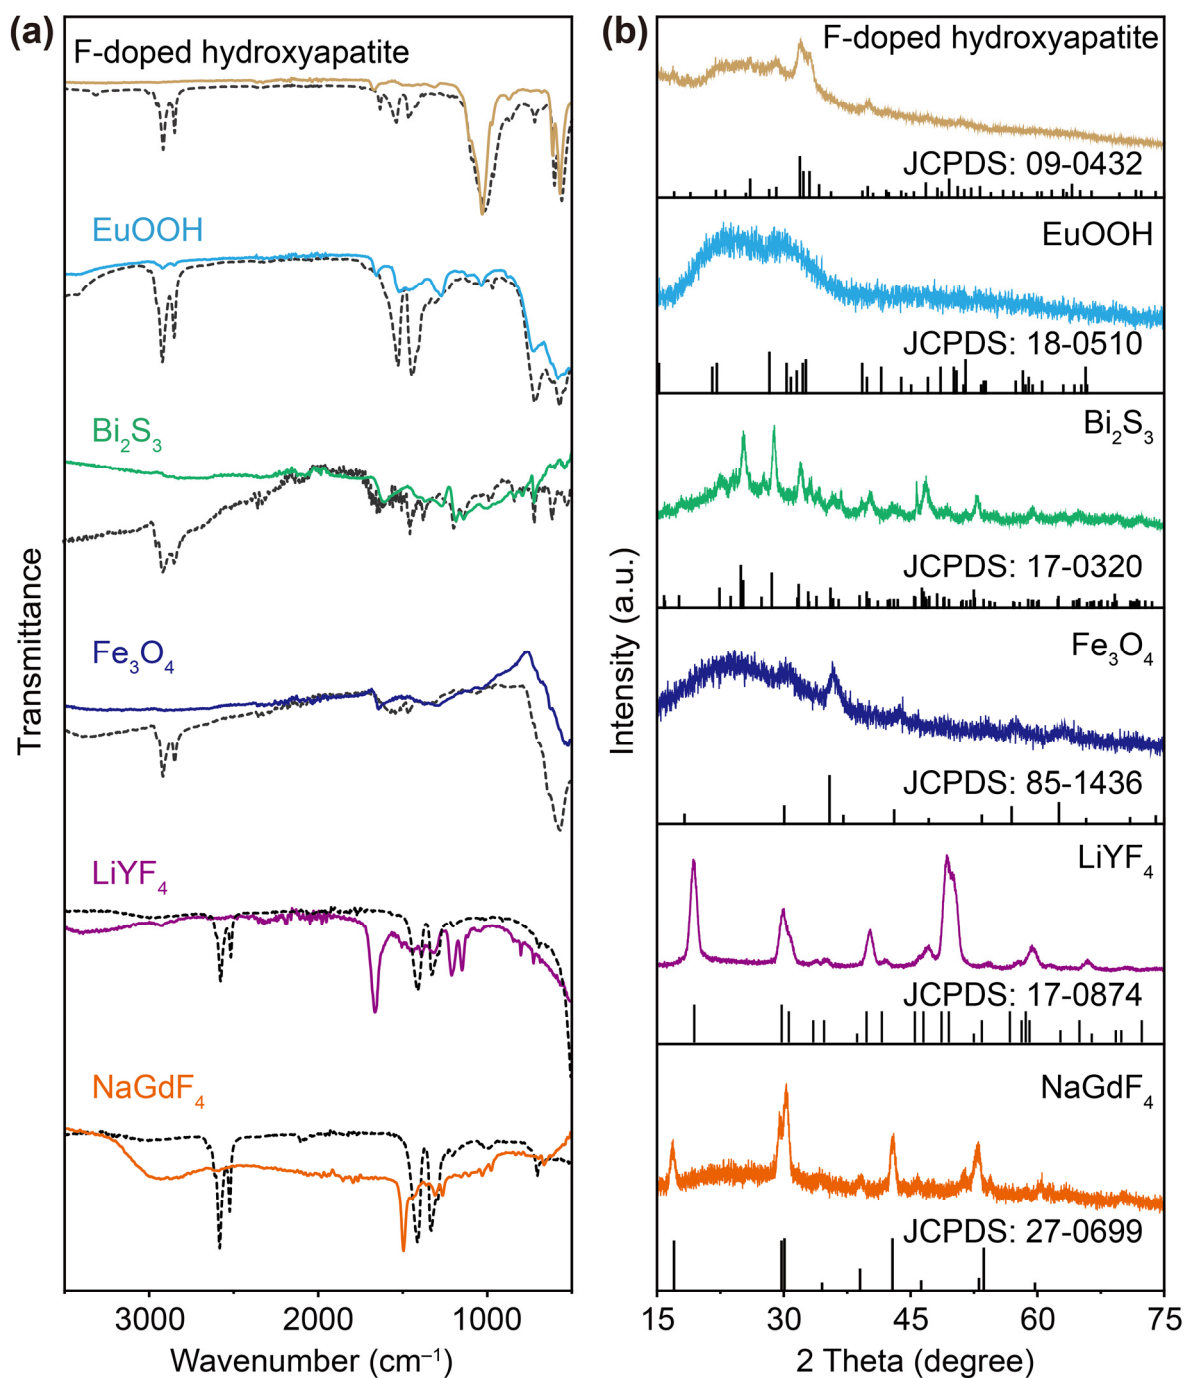 (a)
F-doped hydroxyapatite
EuOOH
Bi₂S₃
Fe₃O₄
LiYF₄
NaGdF₄
Transmittance
3000 2000 1000
Wavenumber (cm⁻¹)
(b)
F-doped hydroxyapatite
JCPDS: 09-0432
EuOOH
JCPDS: 18-0510
Bi₂S₃
JCPDS: 17-0320
Fe₃O₄
JCPDS: 85-1436
LiYF₄
JCPDS: 17-0874
NaGdF₄
JCPDS: 27-0699
Intensity (a.u.)
15 30 45 60 75
2 Theta (degree)